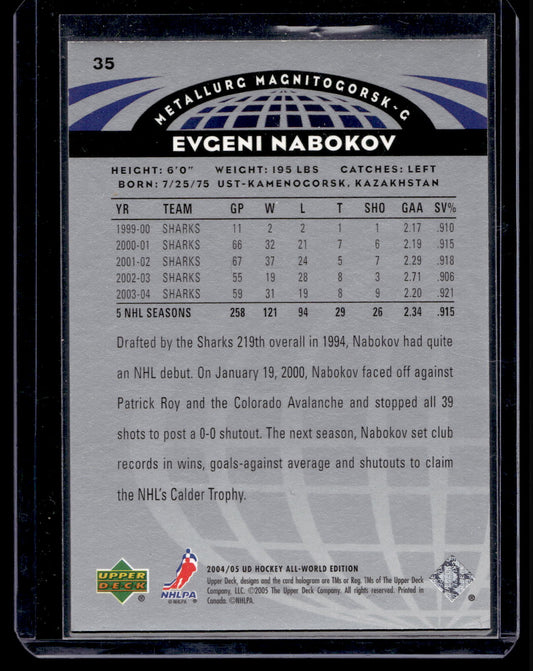 35
METALLURG MAGNITOGORSK-G
EVGENI NABOKOV
HEIGHT: 6'0" WEIGHT: 195 LBS CATCHES: LEFT
BORN: 7/25/75 UST-KAMENOGORSK, KAZAKHSTAN
YR TEAM GP W L T SHO GAA SV%
1999-00 SHARKS 11 2 2 1 1 2.17 .910
2000-01 SHARKS 66 32 21 7 6 2.19 .915
2001-02 SHARKS 67 37 24 5 7 2.29 .918
2002-03 SHARKS 55 19 28 8 3 2.71 .906
2003-04 SHARKS 59 31 19 8 9 2.20 .921
5 NHL SEASONS 258 121 94 29 26 2.34 .915
Drafted by the Sharks 219th overall in 1994, Nabokov had quite
an NHL debut. On January 19, 2000, Nabokov faced off against
Patrick Roy and the Colorado Avalanche and stopped all 39
shots to post a 0-0 shutout. The next season, Nabokov set club
records in wins, goals-against average and shutouts to claim
the NHL's Calder Trophy.
UPPER DECK ®
NHLPA
© NHLPA ®
2004/05 UD HOCKEY ALL-WORLD EDITION
Upper Deck, designs and the card hologram are TMs or Reg. TMs of The Upper Deck
Company, LLC. ©2005 The Upper Deck Company. All rights reserved. Printed in
Canada. ©NHLPA.
®